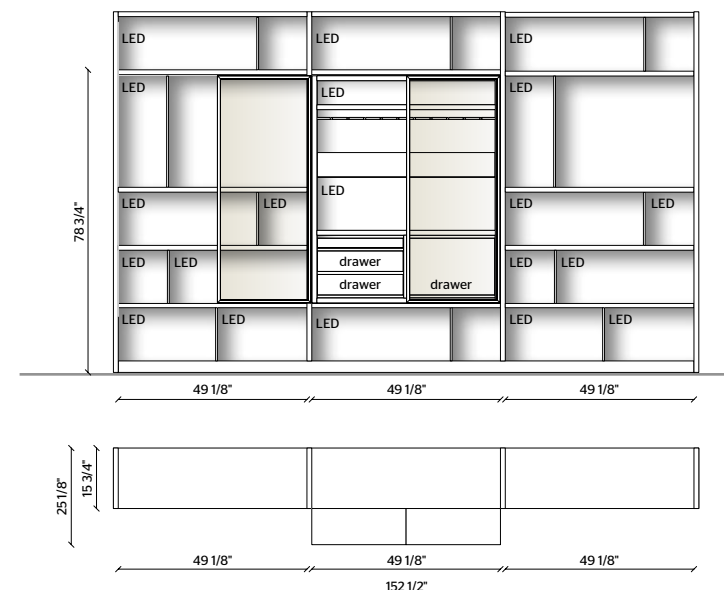 LED LED LED
LED LED LED
LED
78 3/4"
LED LED LED LED
LED LED drawer LED LED
drawer drawer
LED LED LED LED LED
49 1/8" 49 1/8" 49 1/8"
25 1/8"
15 3/4"
49 1/8" 49 1/8" 49 1/8"
152 1/2"